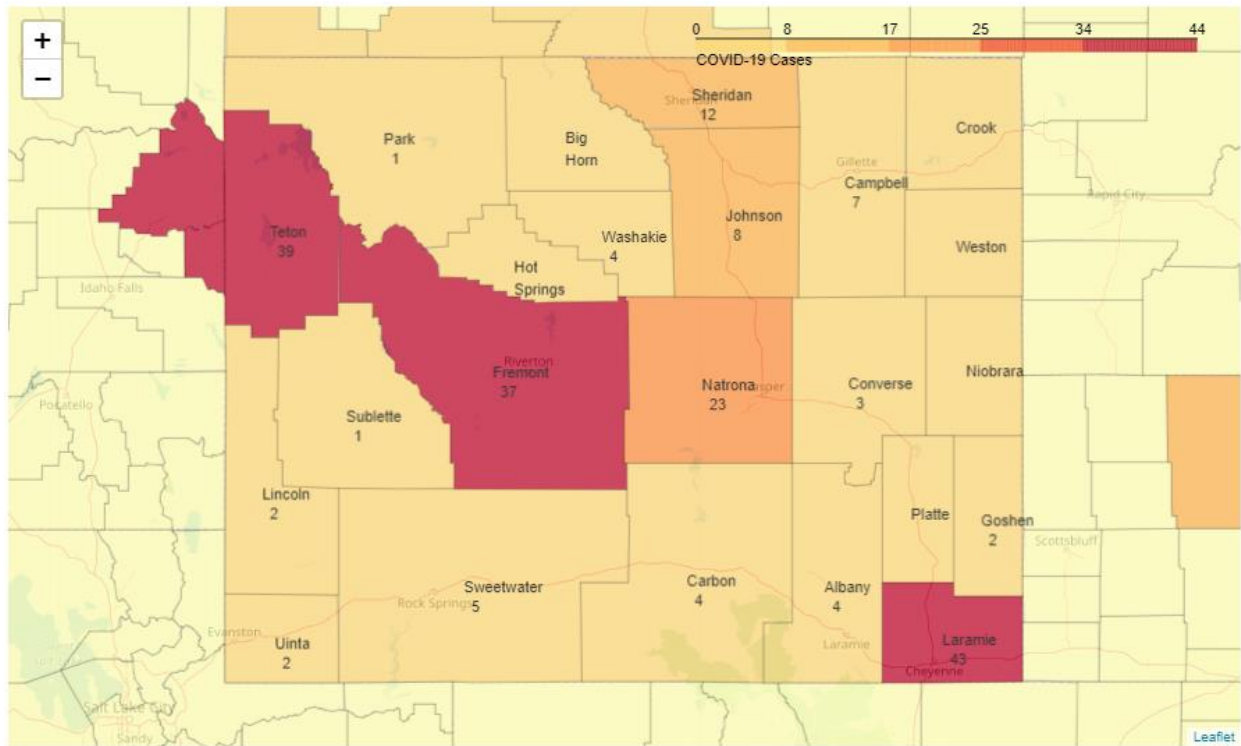 +
−
0 8 17 25 34 44
COVID-19 Cases
Sheridan
Sheridan
12
Park
1
Big
Horn
Crook
Gillette
Campbell
7
Rapid City
Teton
39
Washakie
4
Johnson
8
Weston
Hot
Springs
Idaho Falls
Riverton
Fremont
37
Natrona
23
Casper
Converse
3
Niobrara
Pocatello
Sublette
1
Lincoln
2
Platte
Goshen
2
Scottsbluff
Sweetwater
5
Rock Springs
Carbon
4
Albany
4
Evanston
Uinta
2
Laramie
Laramie
43
Cheyenne
Salt Lake City
Sandy
Leaflet